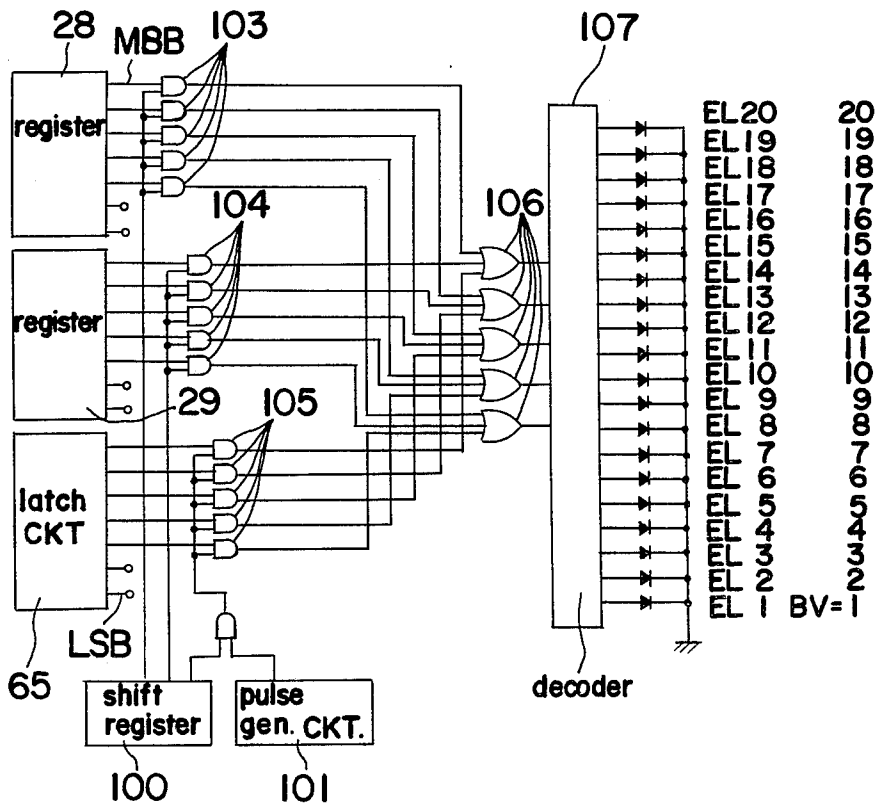 28
MBB
103
register
104
register
29
105
latch
CKT
LSB
65
shift
register
100
pulse
gen. CKT.
101
106
107
decoder
EL20 20
EL19 19
EL18 18
EL17 17
EL16 16
EL15 15
EL14 14
EL13 13
EL12 12
EL11 11
EL10 10
EL 9 9
EL 8 8
EL 7 7
EL 6 6
EL 5 5
EL 4 4
EL 3 3
EL 2 2
EL 1 BV=1